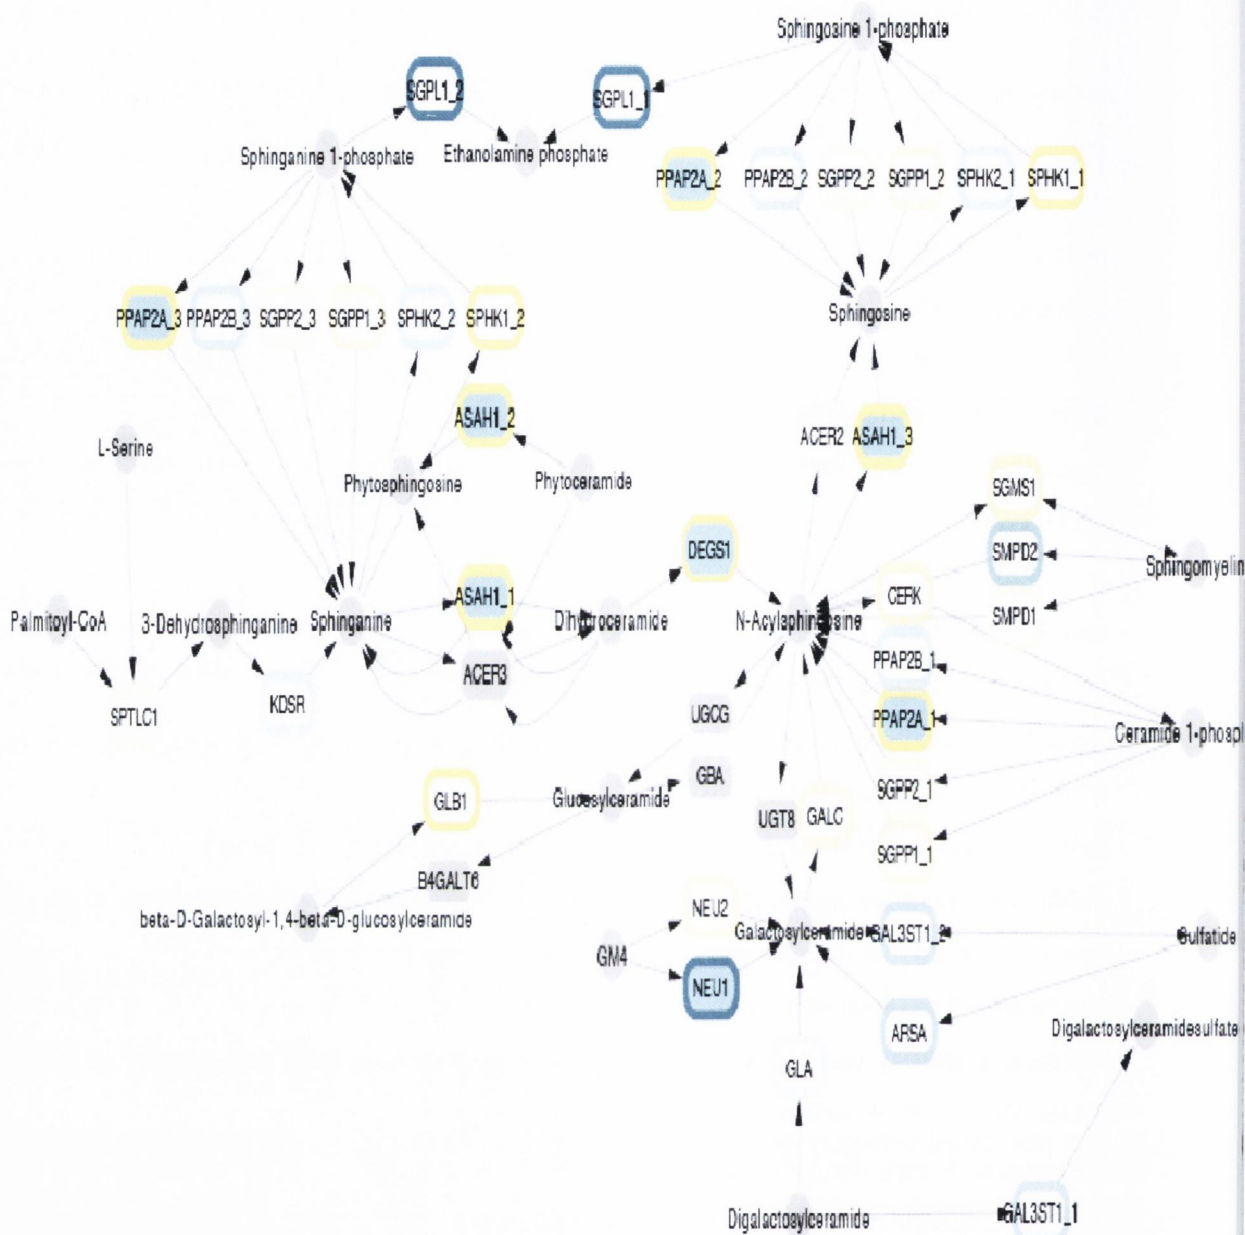 Sphingosine 1-phosphate
SGPL1_2
SGPL1_1
Sphinganine 1-phosphate
Ethanolamine phosphate
PPAP2A_2
PPAP2B_2
SGPP2_2
SGPP1_2
SPHK2_1
SPHK1_1
PPAP2A_3
PPAP2B_3
SGPP2_3
SGPP1_3
SPHK2_2
SPHK1_2
Sphingosine
ASAH1_2
ACER2
ASAH1_3
L-Serine
Phytosphingosine
Phytoceramide
SGMS1
DEGS1
SMPD2
Sphingomyelin
ASAH1_1
CERK
SMPD1
Palmitoyl-CoA
3-Dehydrosphinganine
Sphinganine
Dihydroceramide
N-Acylsphingosine
PPAP2B_1
ACER3
KDSR
SPTLC1
UGCG
PPAP2A_1
Ceramide 1-phosph
GBA
SGPP2_1
GLB1
Glucosylceramide
UGT8
GALC
SGPP1_1
B4GALT6
beta-D-Galactosyl-1,4-beta-D-glucosylceramide
NEU2
Galactosylceramide
GAL3ST1_2
Sulfatide
GM4
NEU1
ARSA
Digalactosylceramidesulfate
GLA
Digalactosylceramide
GAL3ST1_1